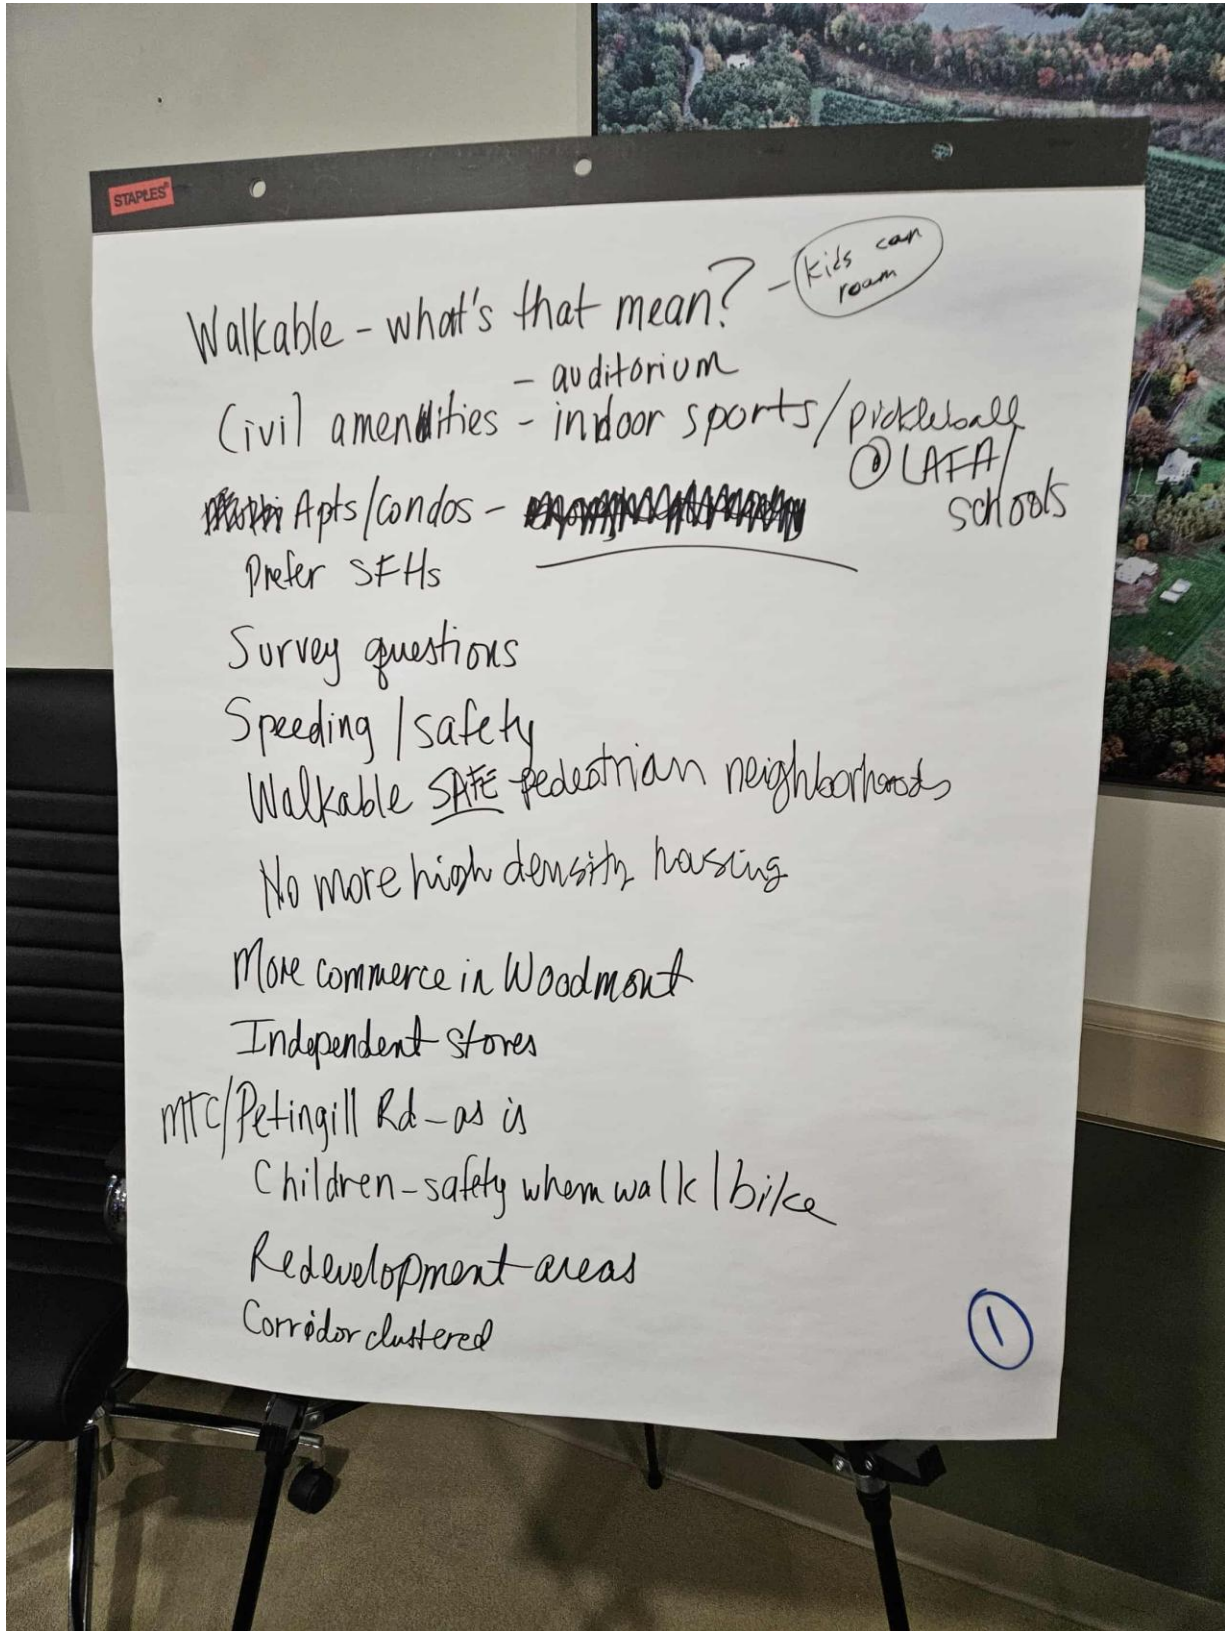 STAPLES®
Walkable - what's that mean? - kids can roam
- auditorium
Civil amenities - indoor sports/pickleball
@ LAFA/
schools
Apts/condos -
Prefer SFHs
Survey questions
Speeding / safety
Walkable SAFE pedestrian neighborhoods
No more high density housing
More commerce in Woodmont
Independent stores
MTC/Petingill Rd - as is
Children - safety when walk / bike
Redevelopment areas
Corridor clustered
1